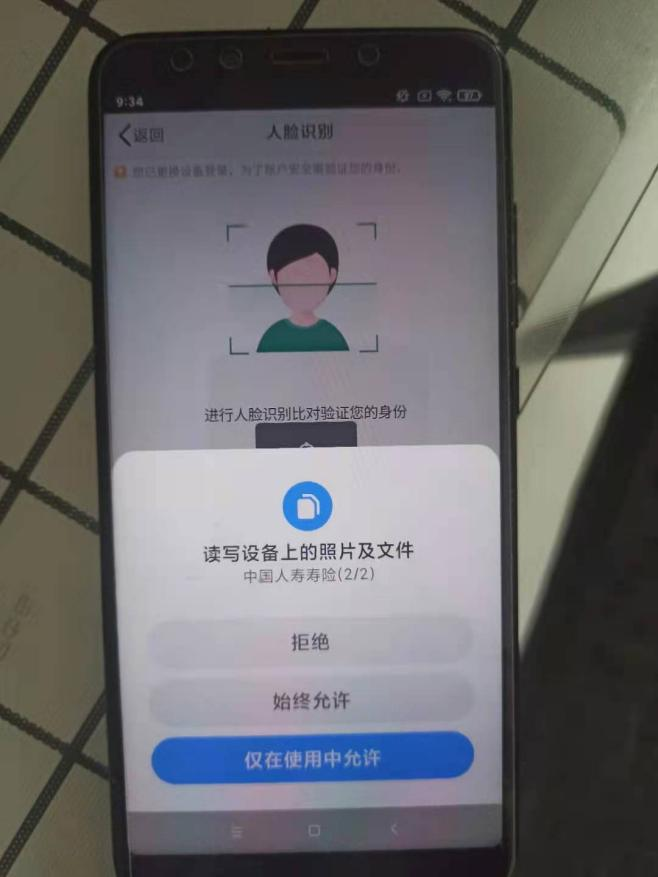 9:34
返回
人脸识别
您已更换设备登录，为了账户安全需验证您的身份。
进行人脸识别比对验证您的身份
读写设备上的照片及文件
中国人寿寿险(2/2)
拒绝
始终允许
仅在使用中允许